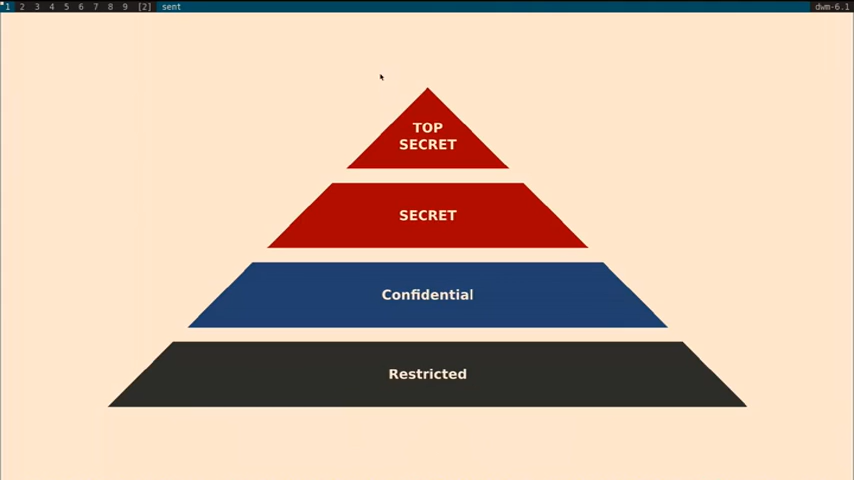 1 2 3 4 5 6 7 8 9 [2] sent dwm-6.1
TOP
SECRET
SECRET
Confidential
Restricted